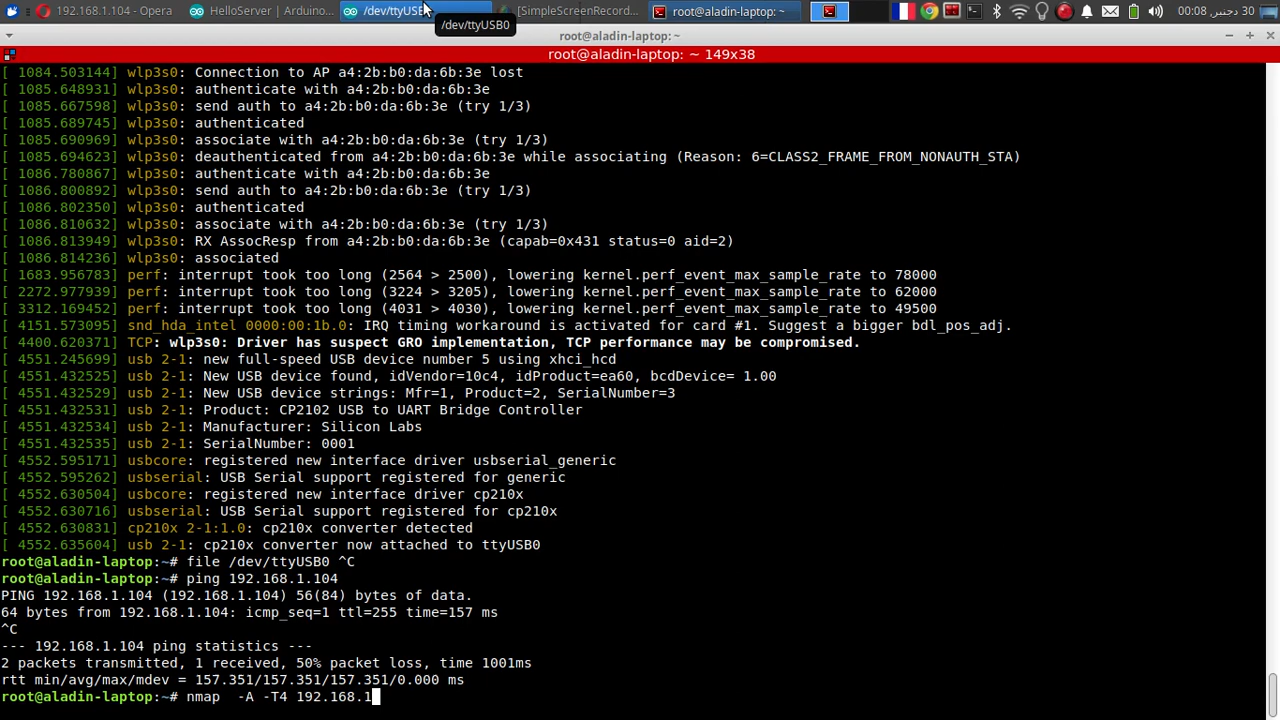 192.168.1.104 - Opera
HelloServer | Arduino...
/dev/ttyUSB0
[SimpleScreenRecord...
root@aladin-laptop: ~
30 دجنبر, 00:08
/dev/ttyUSB0
root@aladin-laptop: ~
root@aladin-laptop: ~ 149x38
[ 1084.503144] wlp3s0: Connection to AP a4:2b:b0:da:6b:3e lost
[ 1085.648931] wlp3s0: authenticate with a4:2b:b0:da:6b:3e
[ 1085.667598] wlp3s0: send auth to a4:2b:b0:da:6b:3e (try 1/3)
[ 1085.689745] wlp3s0: authenticated
[ 1085.690969] wlp3s0: associate with a4:2b:b0:da:6b:3e (try 1/3)
[ 1085.694623] wlp3s0: deauthenticated from a4:2b:b0:da:6b:3e while associating (Reason: 6=CLASS2_FRAME_FROM_NONAUTH_STA)
[ 1086.780867] wlp3s0: authenticate with a4:2b:b0:da:6b:3e
[ 1086.800892] wlp3s0: send auth to a4:2b:b0:da:6b:3e (try 1/3)
[ 1086.802350] wlp3s0: authenticated
[ 1086.810632] wlp3s0: associate with a4:2b:b0:da:6b:3e (try 1/3)
[ 1086.813949] wlp3s0: RX AssocResp from a4:2b:b0:da:6b:3e (capab=0x431 status=0 aid=2)
[ 1086.814236] wlp3s0: associated
[ 1683.956783] perf: interrupt took too long (2564 > 2500), lowering kernel.perf_event_max_sample_rate to 78000
[ 2272.977939] perf: interrupt took too long (3224 > 3205), lowering kernel.perf_event_max_sample_rate to 62000
[ 3312.169452] perf: interrupt took too long (4031 > 4030), lowering kernel.perf_event_max_sample_rate to 49500
[ 4151.573095] snd_hda_intel 0000:00:1b.0: IRQ timing workaround is activated for card #1. Suggest a bigger bdl_pos_adj.
[ 4400.620371] TCP: wlp3s0: Driver has suspect GRO implementation, TCP performance may be compromised.
[ 4551.245699] usb 2-1: new full-speed USB device number 5 using xhci_hcd
[ 4551.432525] usb 2-1: New USB device found, idVendor=10c4, idProduct=ea60, bcdDevice= 1.00
[ 4551.432529] usb 2-1: New USB device strings: Mfr=1, Product=2, SerialNumber=3
[ 4551.432531] usb 2-1: Product: CP2102 USB to UART Bridge Controller
[ 4551.432534] usb 2-1: Manufacturer: Silicon Labs
[ 4551.432535] usb 2-1: SerialNumber: 0001
[ 4552.595171] usbcore: registered new interface driver usbserial_generic
[ 4552.595262] usbserial: USB Serial support registered for generic
[ 4552.630504] usbcore: registered new interface driver cp210x
[ 4552.630716] usbserial: USB Serial support registered for cp210x
[ 4552.630831] cp210x 2-1:1.0: cp210x converter detected
[ 4552.635604] usb 2-1: cp210x converter now attached to ttyUSB0
root@aladin-laptop:~# file /dev/ttyUSB0 ^C
root@aladin-laptop:~# ping 192.168.1.104
PING 192.168.1.104 (192.168.1.104) 56(84) bytes of data.
64 bytes from 192.168.1.104: icmp_seq=1 ttl=255 time=157 ms
^C
--- 192.168.1.104 ping statistics ---
2 packets transmitted, 1 received, 50% packet loss, time 1001ms
rtt min/avg/max/mdev = 157.351/157.351/157.351/0.000 ms
root@aladin-laptop:~# nmap  -A -T4 192.168.1